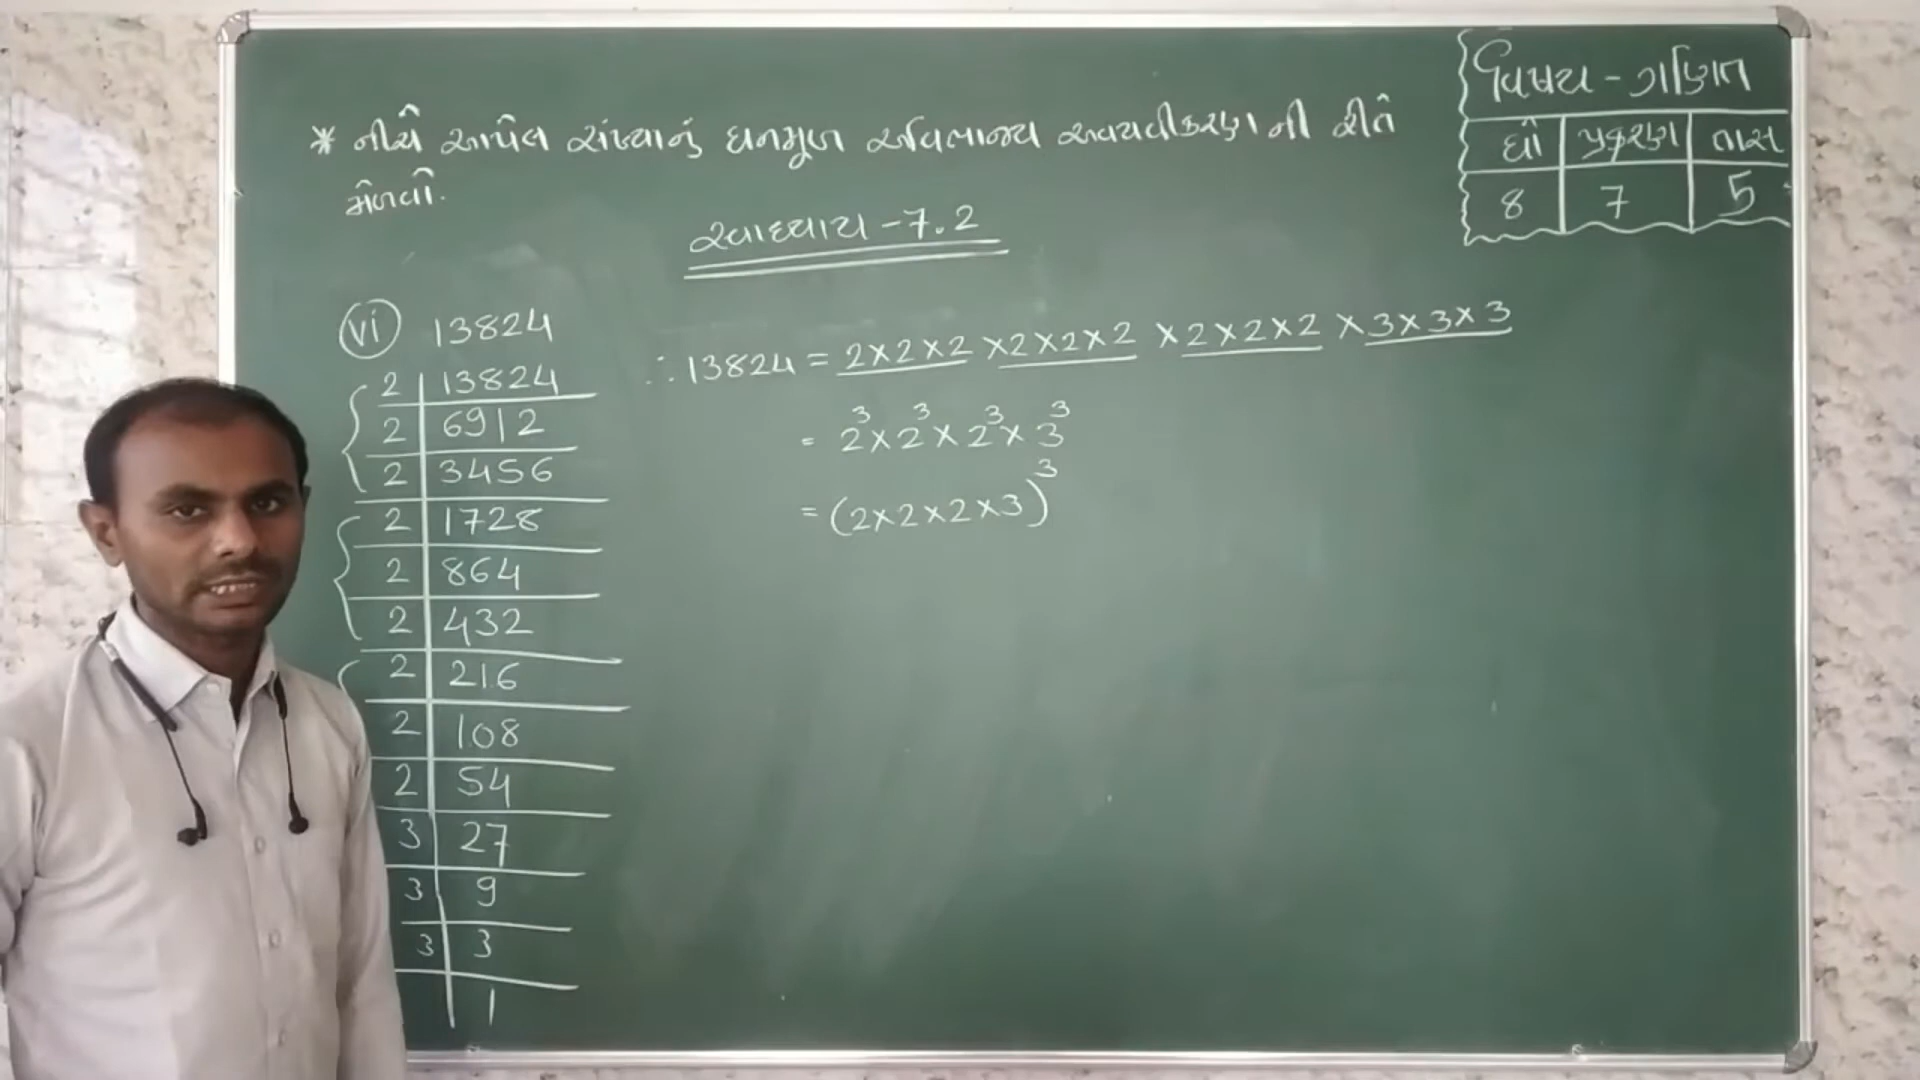 * નીચે આપેલ સંખ્યાનું ઘનમુળ અવિભાજ્ય અવયવીકરણ ની રીતે
મેળવો.
સ્વાધ્યાય - 7.2
વિષય - ગણિત
ધો પ્રકરણ તાસ
8 7 5
(vi) 13824
2 13824
2 6912
2 3456
2 1728
2 864
2 432
2 216
2 108
2 54
3 27
3 9
3 3
1
∴ 13824 = 2×2×2 ×2×2×2 ×2×2×2 ×3×3×3
= 2³×2³×2³×3³
= (2×2×2×3)³